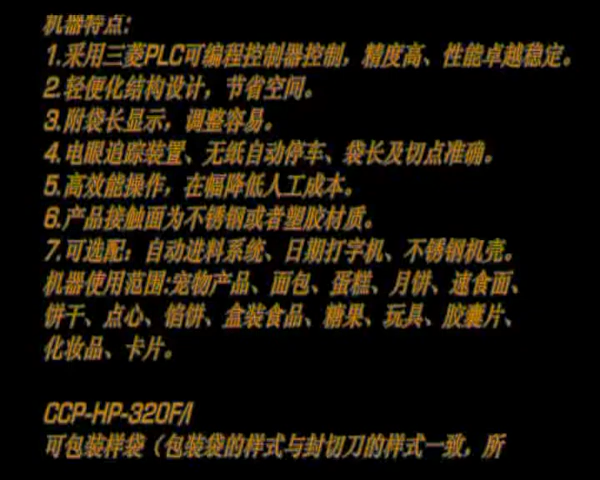 机器特点:
1.采用三菱PLC可编程控制器控制，精度高、性能卓越稳定。
2.轻便化结构设计，节省空间。
3.附袋长显示，调整容易。
4.电眼追踪装置、无纸自动停车、袋长及切点准确。
5.高效能操作，在幅降低人工成本。
6.产品接触面为不锈钢或者塑胶材质。
7.可选配：自动进料系统、日期打字机、不锈钢机壳。
机器使用范围:宠物产品、面包、蛋糕、月饼、速食面、
饼干、点心、馅饼、盒装食品、糖果、玩具、胶囊片、
化妆品、卡片。
CCP-HP-320F/I
可包装样袋（包装袋的样式与封切刀的样式一致，所